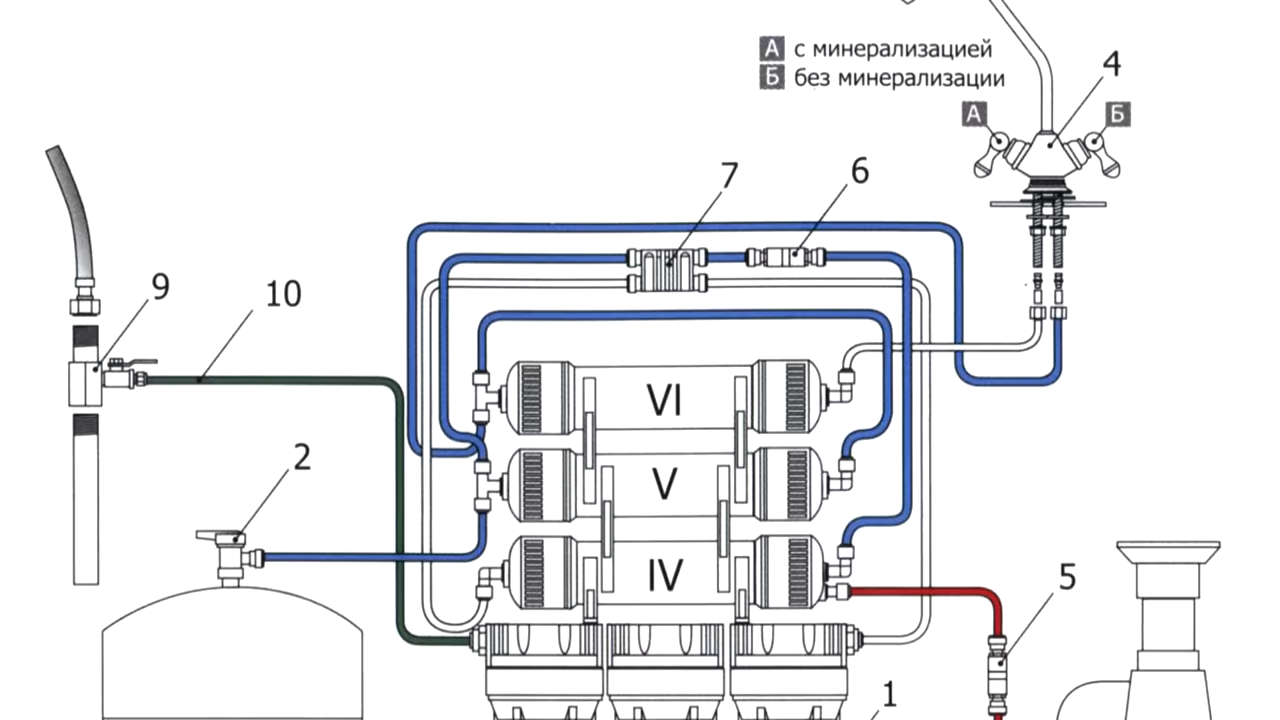 А с минерализацией
Б без минерализации
4
А
Б
7
6
9
10
VI
2
V
IV
5
1